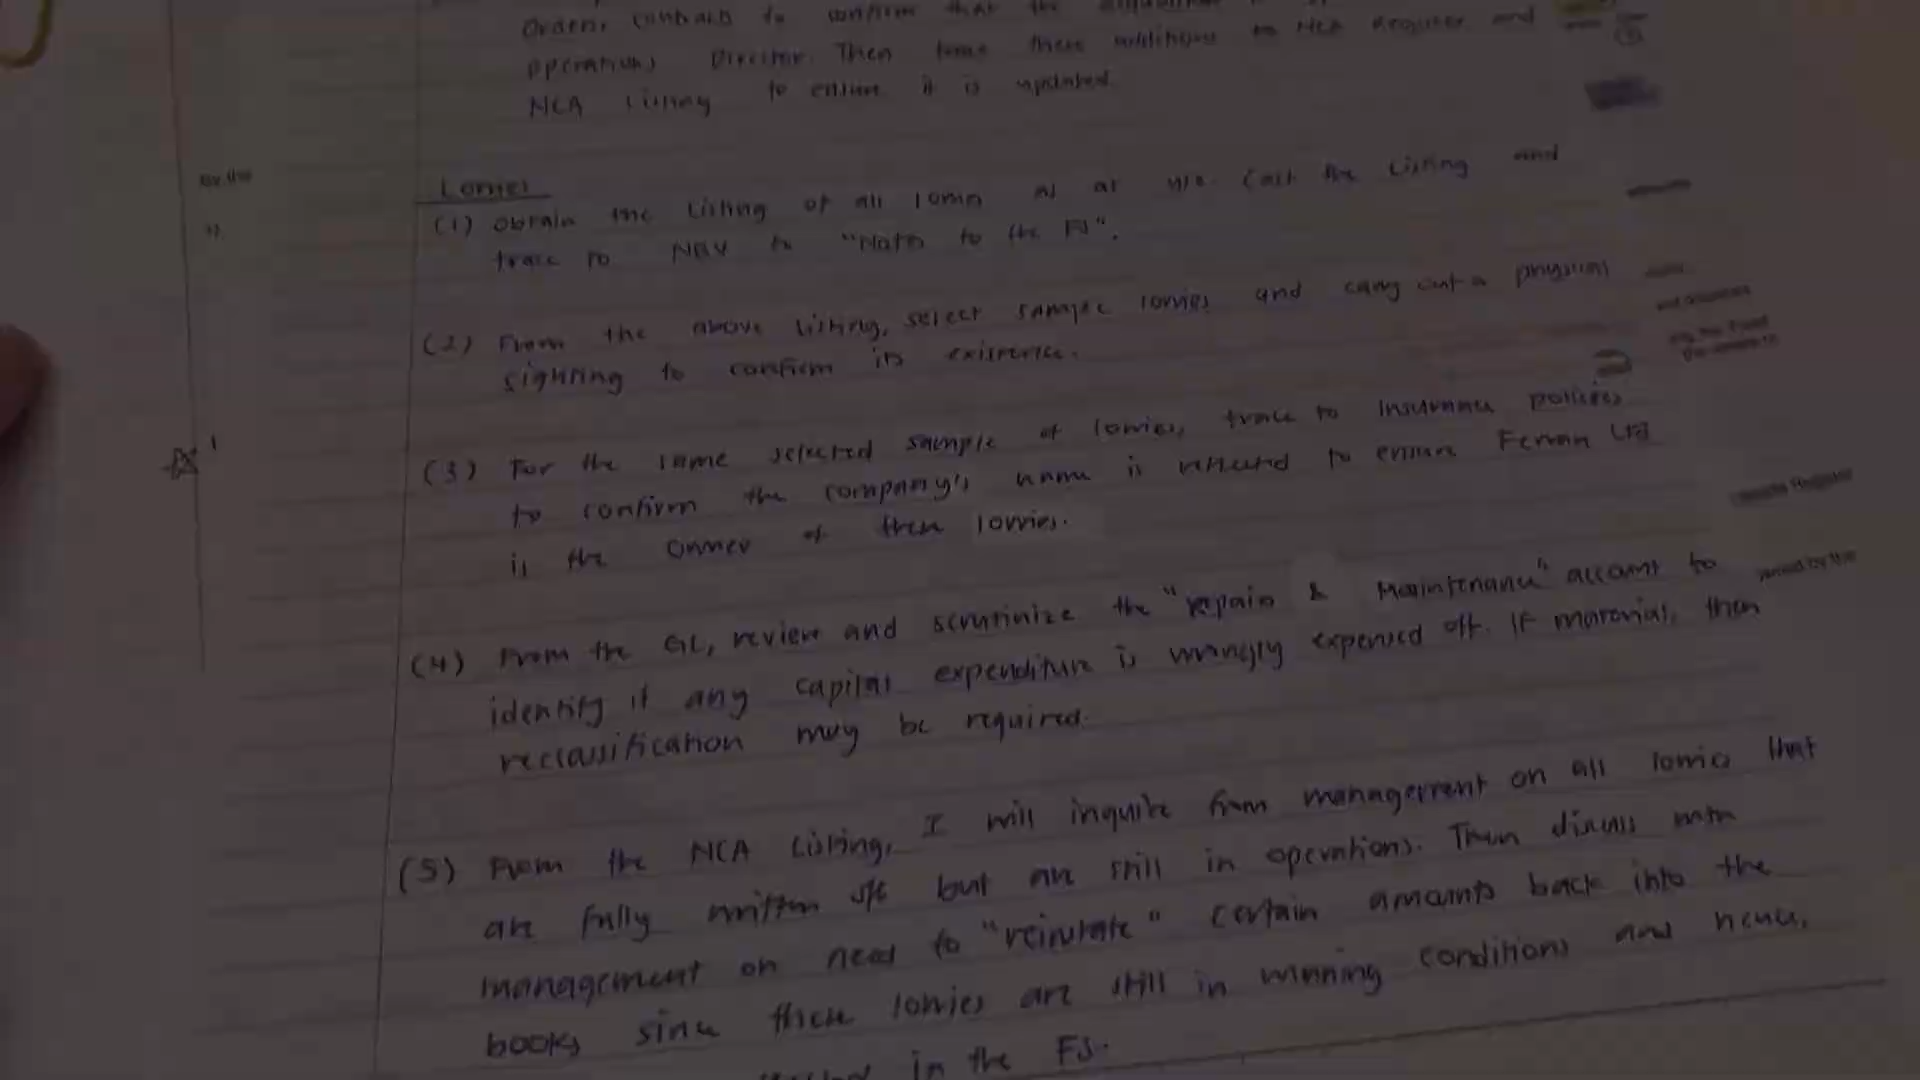 Orders, contracts to confirm that the
operations Director. Then trace these additions to NCA Register and
NCA Listing to ensure it is updated.
Lorries
(1) Obtain the Listing of all lorries as at y/e. Cast the Listing and
trace to NBV to "Notes to the FS".
(2) From the above Listing, select sample lorries and carry out a physical
sighting to confirm its existence.
(3) For the same selected sample of lorries, trace to insurance policies
to confirm the company's name is reflected to ensure Ferran Ltd
is the owner of these lorries.
(4) From the GL, review and scrutinize the "repair & Maintenance" account to
identify if any capital expenditure is wrongly expensed off. If material, then
reclassification may be required.
(5) From the NCA Listing, I will inquire from management on all lorries that
are fully written off but are still in operations. Then discuss with
management on need to "reinstate" certain amounts back into the
books since these lorries are still in running conditions and hence,
in the FS.